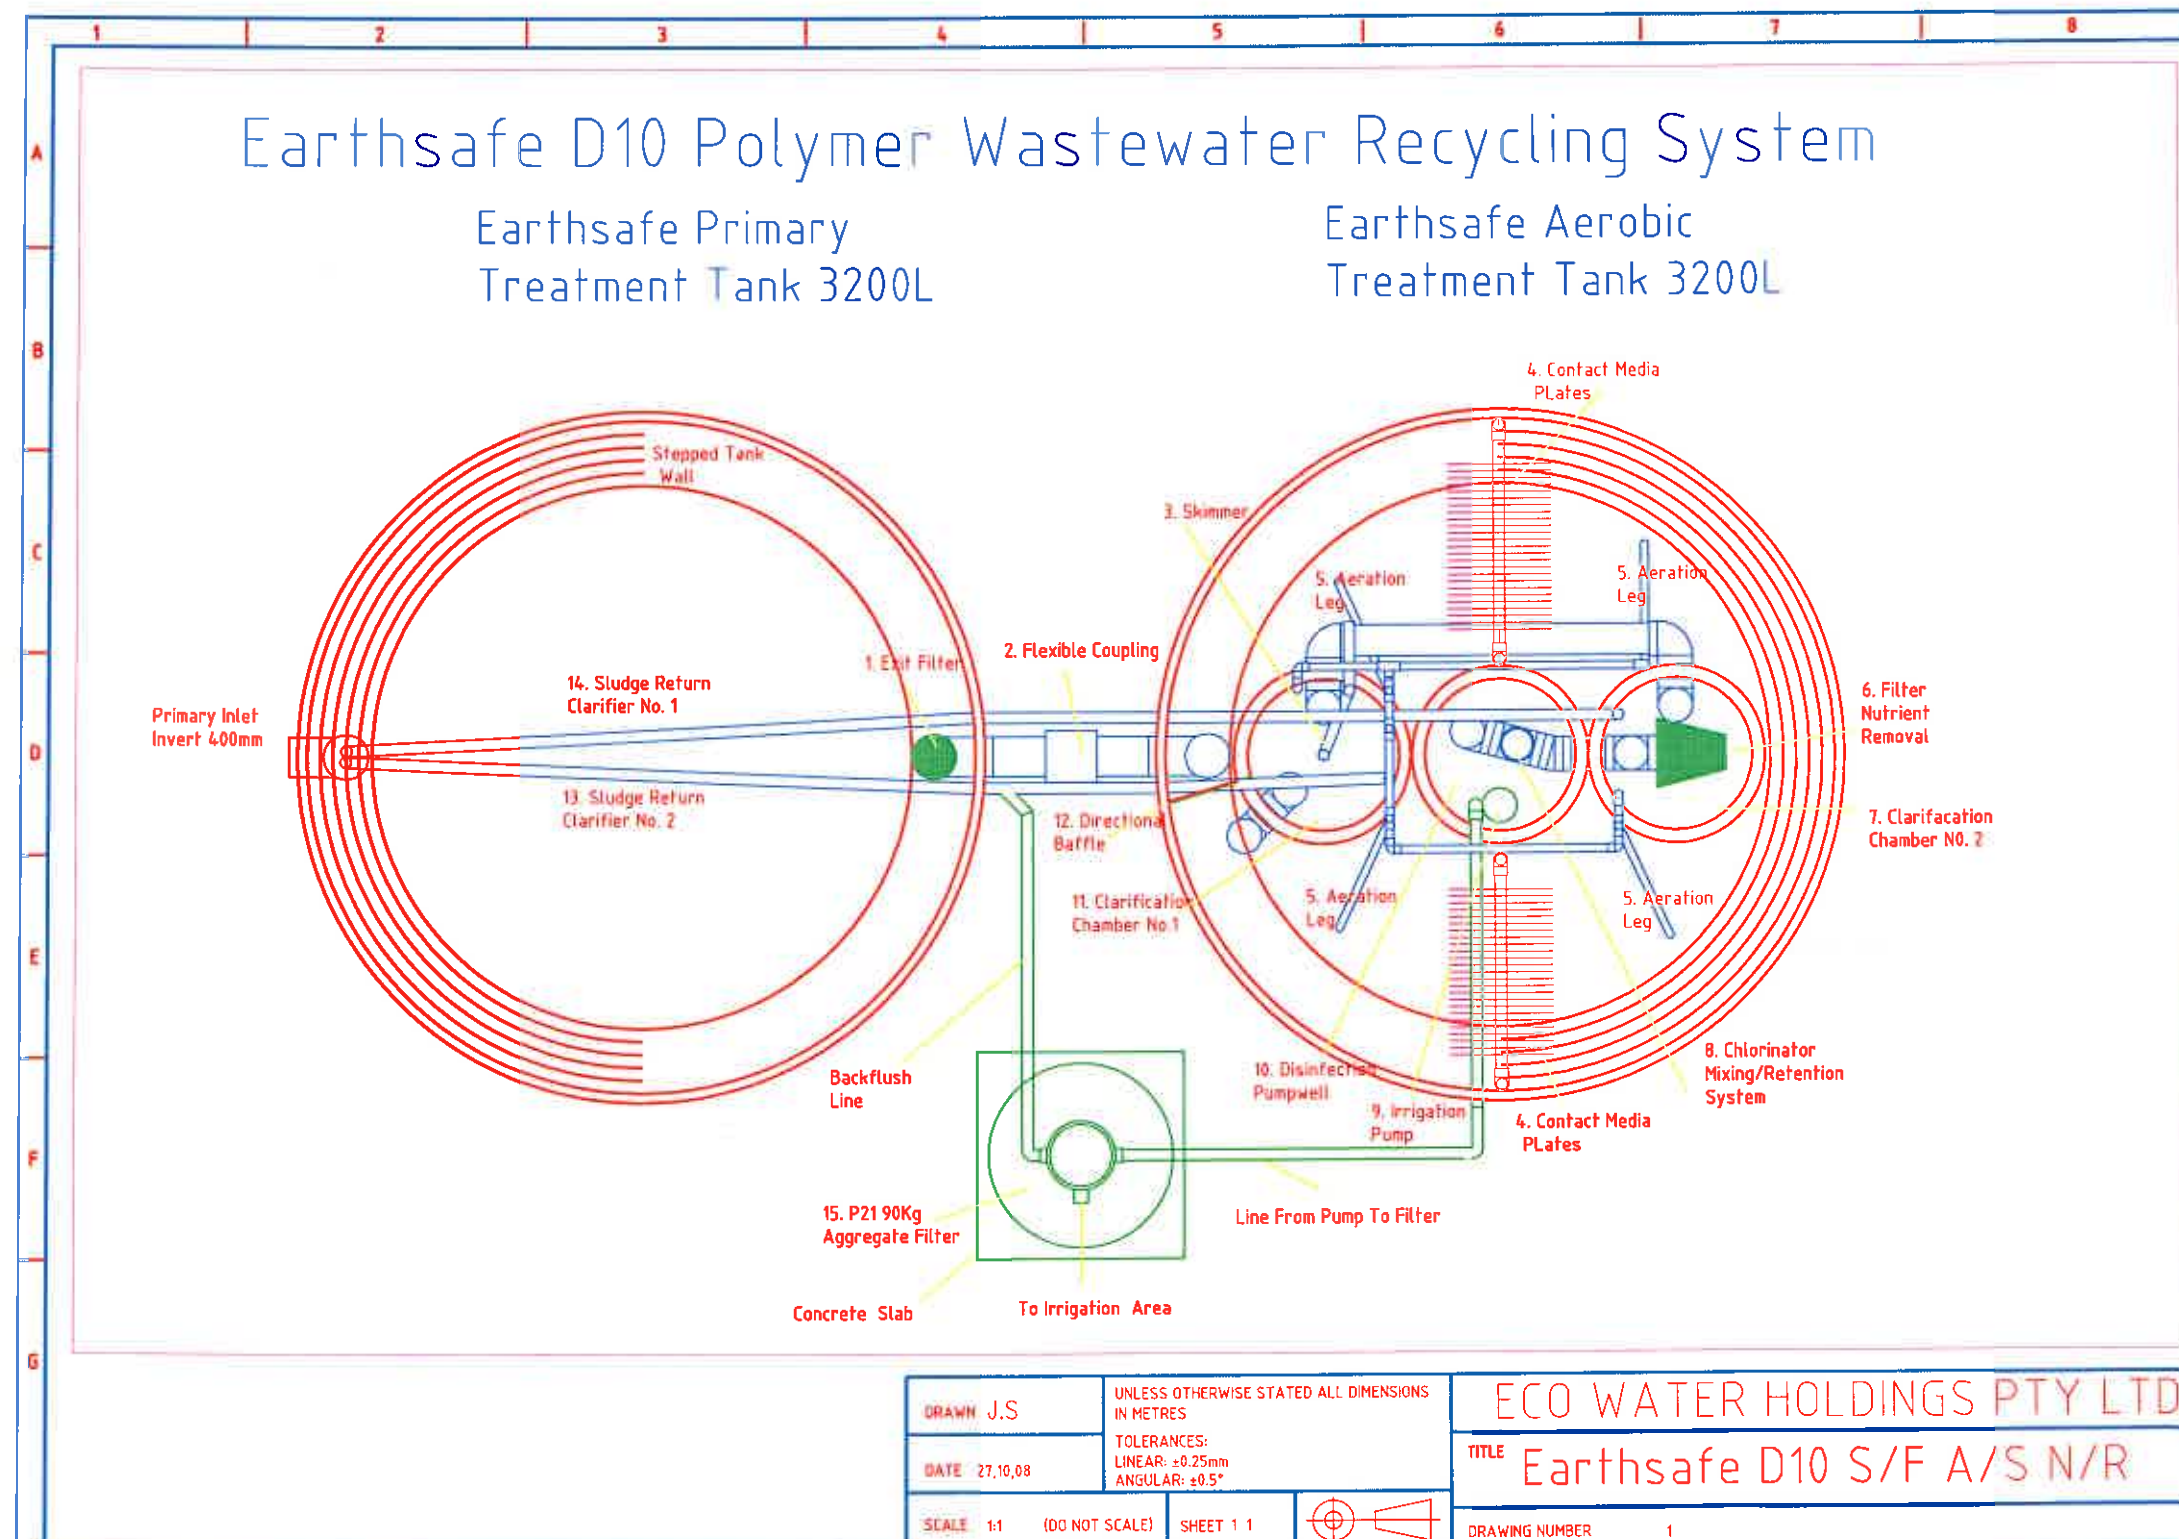 1 2 3 4 5 6 7 8
A
B
C
D
E
F
G
Earthsafe D10 Polymer Wastewater Recycling System
Earthsafe Primary
Treatment Tank 3200L
Earthsafe Aerobic
Treatment Tank 3200L
4. Contact Media
PLates
Stepped Tank
Wall
3. Skimmer
5. Aeration
Leg
5. Aeration
Leg
1. Exit Filter
2. Flexible Coupling
14. Sludge Return
Clarifier No. 1
Primary Inlet
Invert 400mm
6. Filter
Nutrient
Removal
13. Sludge Return
Clarifier No. 2
12. Directional
Baffle
7. Clarifacation
Chamber NO. 2
11. Clarification
Chamber No.1
5. Aeration
Leg
5. Aeration
Leg
Backflush
Line
10. Disinfection
Pumpwell
9. Irrigation
Pump
8. Chlorinator
Mixing/Retention
System
4. Contact Media
PLates
15. P21 90Kg
Aggregate Filter
Line From Pump To Filter
Concrete Slab
To Irrigation Area
DRAWN J.S
DATE 27,10,08
SCALE 1:1 (DO NOT SCALE)
UNLESS OTHERWISE STATED ALL DIMENSIONS
IN METRES
TOLERANCES:
LINEAR: ±0.25mm
ANGULAR: ±0.5°
SHEET 1 1
ECO WATER HOLDINGS PTY LTD
TITLE Earthsafe D10 S/F A/S N/R
DRAWING NUMBER 1